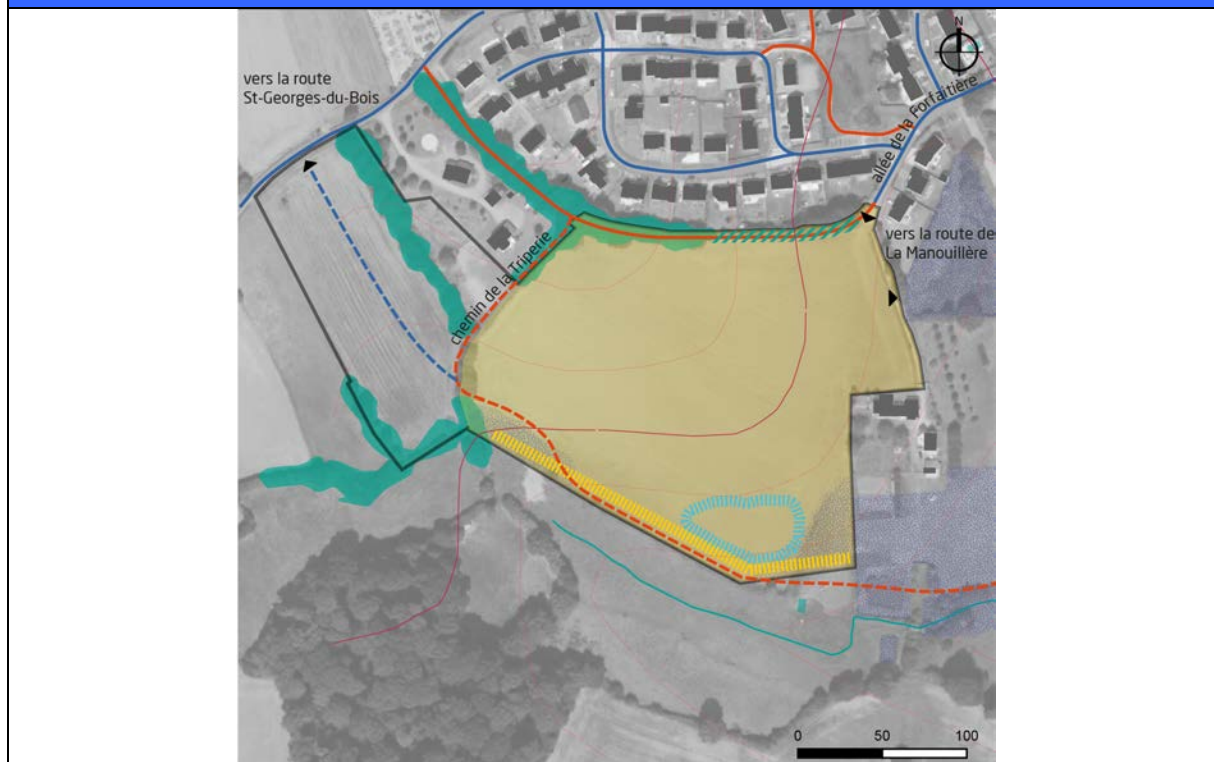 N
vers la route
St-Georges-du-Bois
allée de la Forfaitière
vers la route de
La Manouillère
chemin de la Triperie
0 50 100